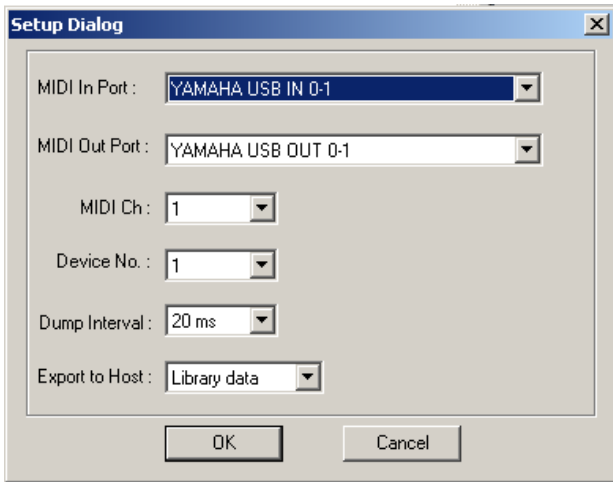 Setup Dialog
MIDI In Port : YAMAHA USB IN 0-1
MIDI Out Port : YAMAHA USB OUT 0-1
MIDI Ch : 1
Device No. : 1
Dump Interval : 20 ms
Export to Host : Library data
OK Cancel